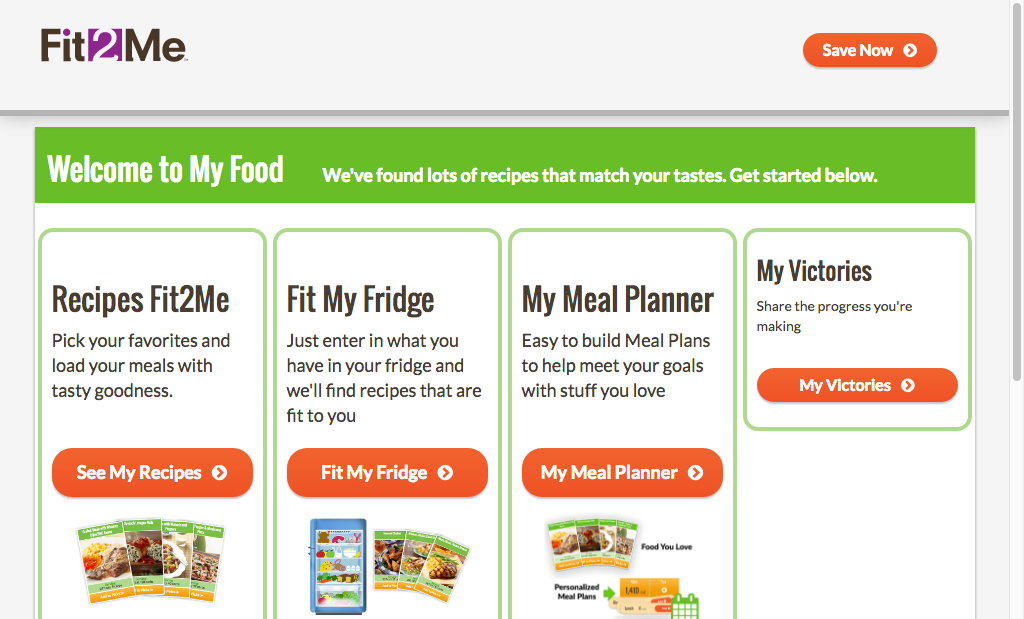 Fit2Me
Save Now
Welcome to My Food
We've found lots of recipes that match your tastes. Get started below.
Recipes Fit2Me
Pick your favorites and
load your meals with
tasty goodness.
See My Recipes
Fit My Fridge
Just enter in what you
have in your fridge and
we'll find recipes that are
fit to you
Fit My Fridge
My Meal Planner
Easy to build Meal Plans
to help meet your goals
with stuff you love
My Meal Planner
Food You Love
Personalized
Meal Plans
1,410
My Victories
Share the progress you're
making
My Victories